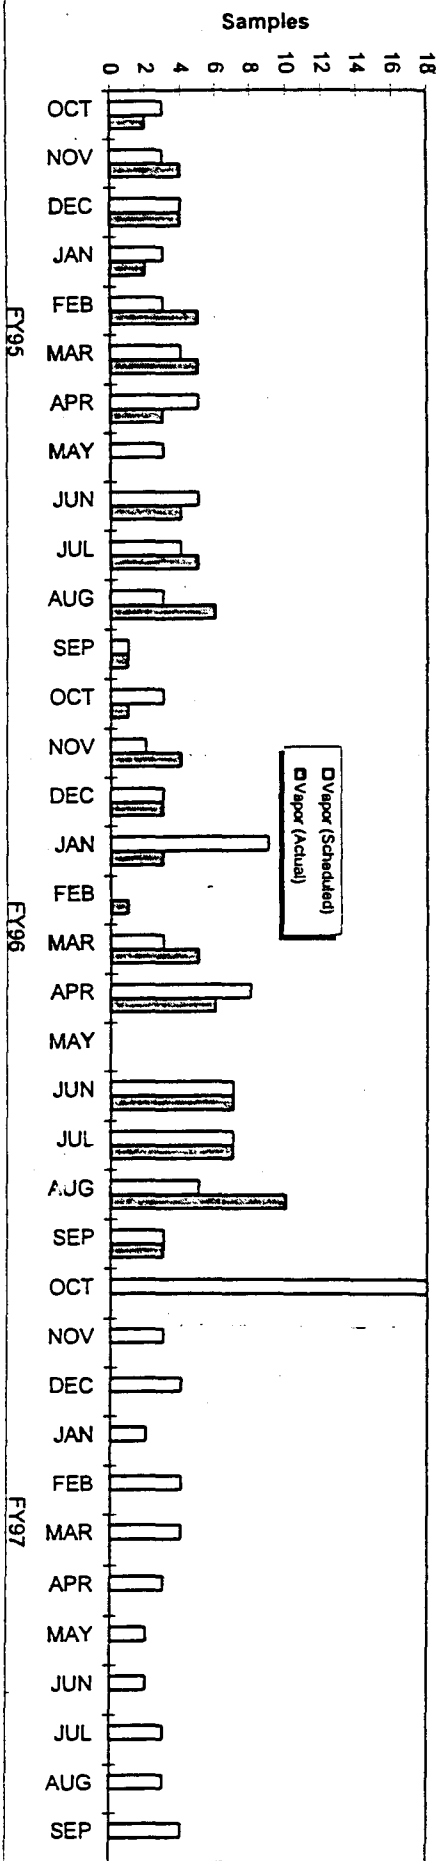 Samples
0
2
4
6
8
10
12
14
16
18
OCT
NOV
DEC
JAN
FEB
MAR
APR
MAY
JUN
JUL
AUG
SEP
OCT
NOV
DEC
JAN
FEB
MAR
APR
MAY
JUN
JUL
AUG
SEP
OCT
NOV
DEC
JAN
FEB
MAR
APR
MAY
JUN
JUL
AUG
SEP
FY95
FY96
FY97
Vapor (Scheduled)
Vapor (Actual)